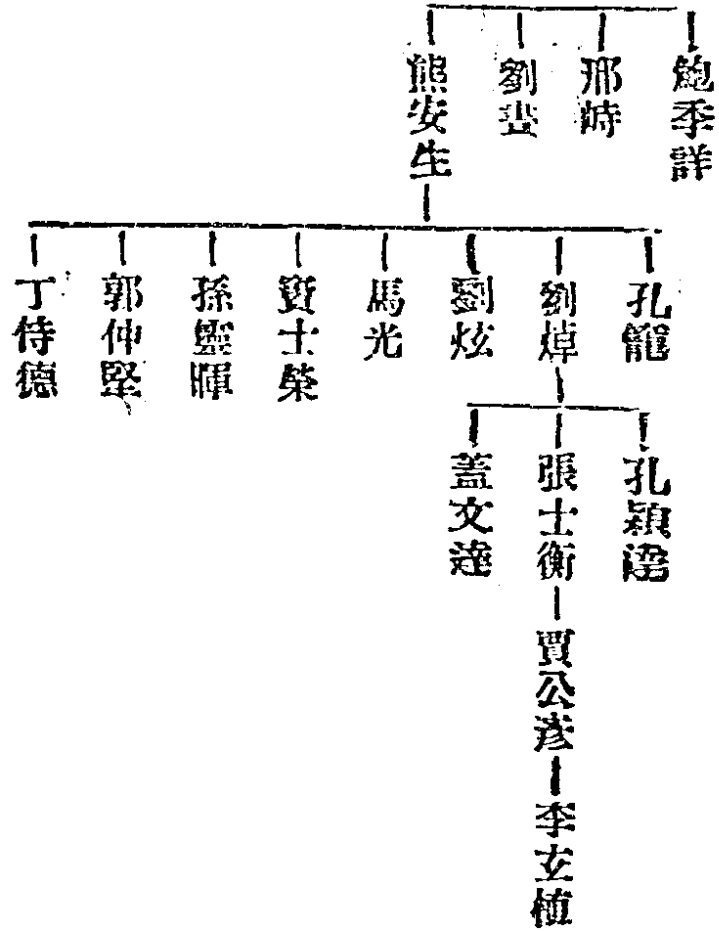 鮑季詳
邢峙
劉晝
熊安生
孔籠
劉焯
劉炫
馬光
竇士榮
孫靈暉
郭仲堅
丁恃德
孔穎達
張士衡
蓋文達
賈公彥
李玄植